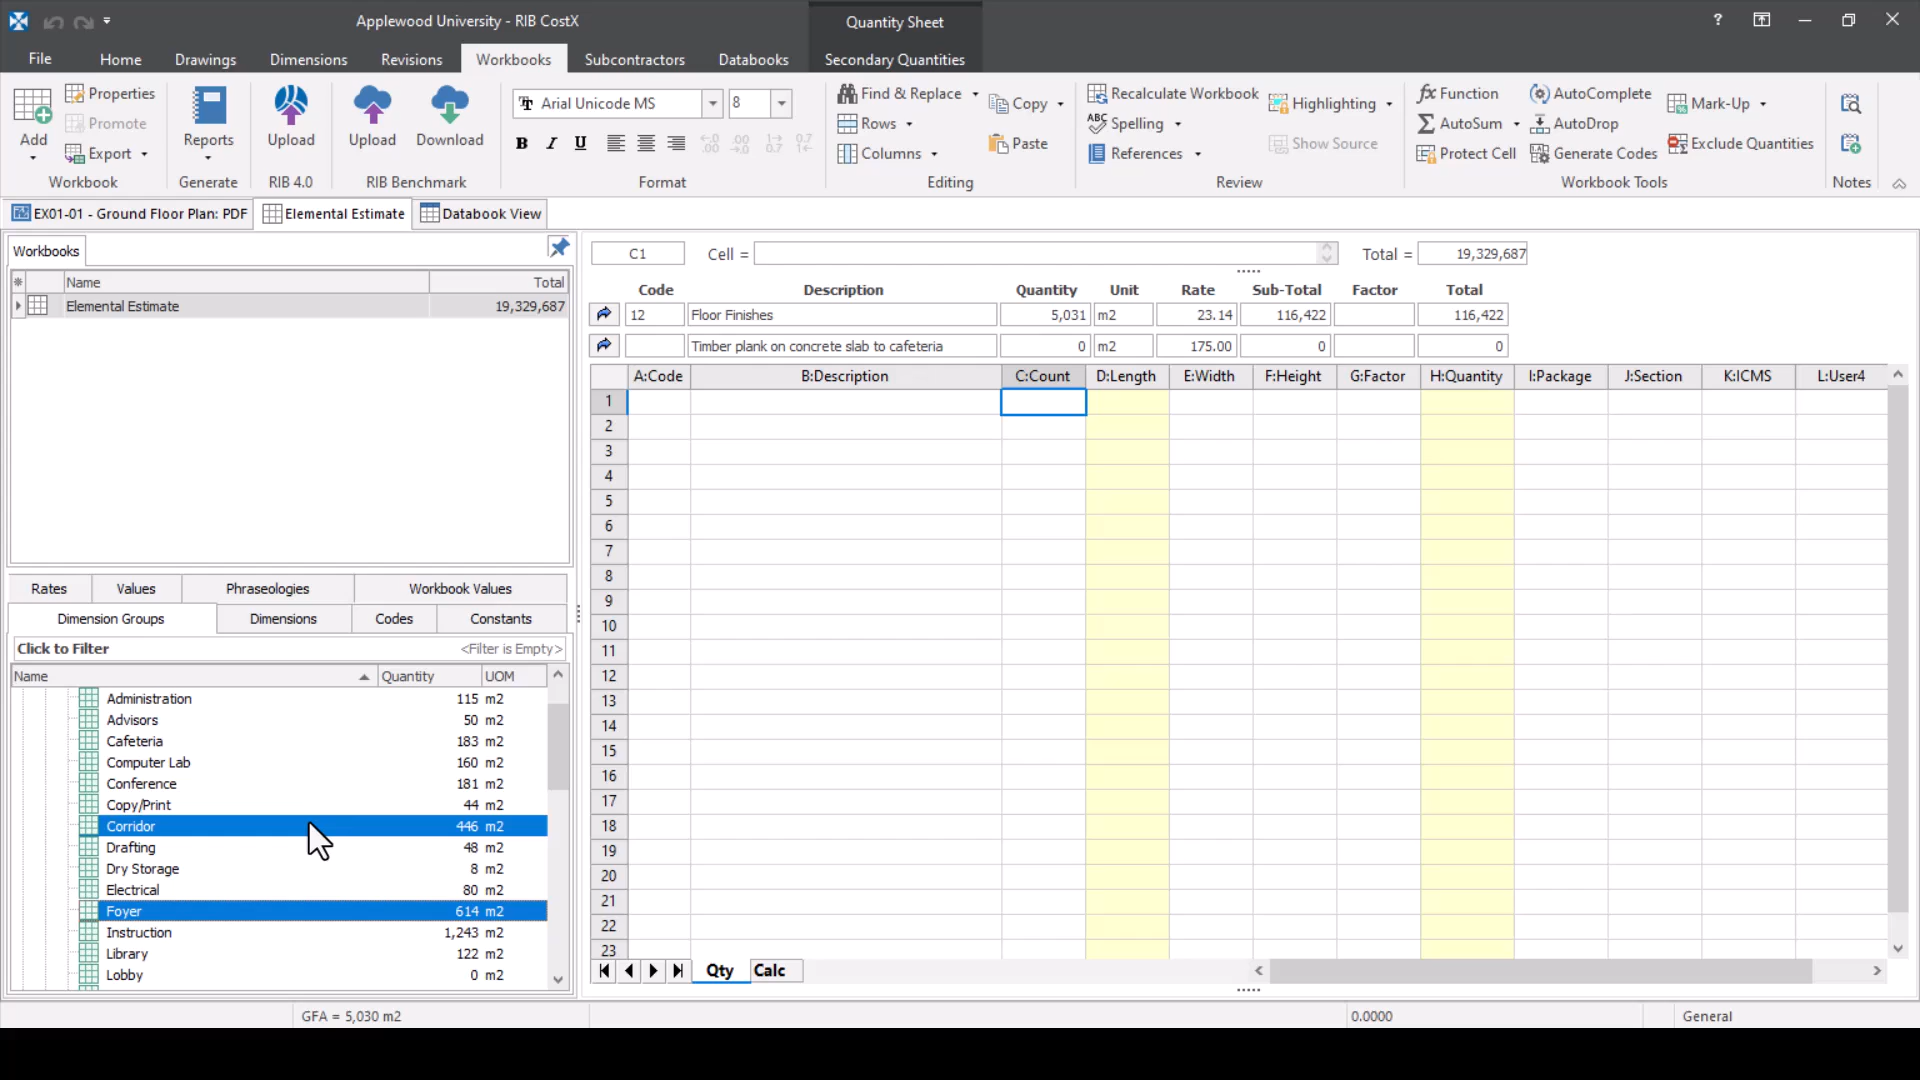 Applewood University - RIB CostX
Quantity Sheet
?
File
Home
Drawings
Dimensions
Revisions
Workbooks
Subcontractors
Databooks
Secondary Quantities
Add
Properties
Promote
Export
Workbook
Reports
Generate
Upload
RIB 4.0
Upload
Download
RIB Benchmark
Arial Unicode MS
8
B I U
Format
Find & Replace
Rows
Columns
Copy
Paste
Editing
Recalculate Workbook
Spelling
References
Highlighting
Show Source
Review
Function
AutoSum
Protect Cell
AutoComplete
AutoDrop
Generate Codes
Mark-Up
Exclude Quantities
Workbook Tools
Notes
EX01-01 - Ground Floor Plan: PDF
Elemental Estimate
Databook View
Workbooks
Name Total
Elemental Estimate 19,329,687
Rates Values Phraseologies Workbook Values
Dimension Groups Dimensions Codes Constants
Click to Filter <Filter is Empty>
Name Quantity UOM
Administration 115 m2
Advisors 50 m2
Cafeteria 183 m2
Computer Lab 160 m2
Conference 181 m2
Copy/Print 44 m2
Corridor 446 m2
Drafting 48 m2
Dry Storage 8 m2
Electrical 80 m2
Foyer 614 m2
Instruction 1,243 m2
Library 122 m2
Lobby 0 m2
C1 Cell = Total = 19,329,687
Code Description Quantity Unit Rate Sub-Total Factor Total
12 Floor Finishes 5,031 m2 23.14 116,422 116,422
Timber plank on concrete slab to cafeteria 0 m2 175.00 0 0
A:Code B:Description C:Count D:Length E:Width F:Height G:Factor H:Quantity I:Package J:Section K:ICMS L:User4
1
2
3
4
5
6
7
8
9
10
11
12
13
14
15
16
17
18
19
20
21
22
23
Qty Calc
GFA = 5,030 m2 0.0000 General